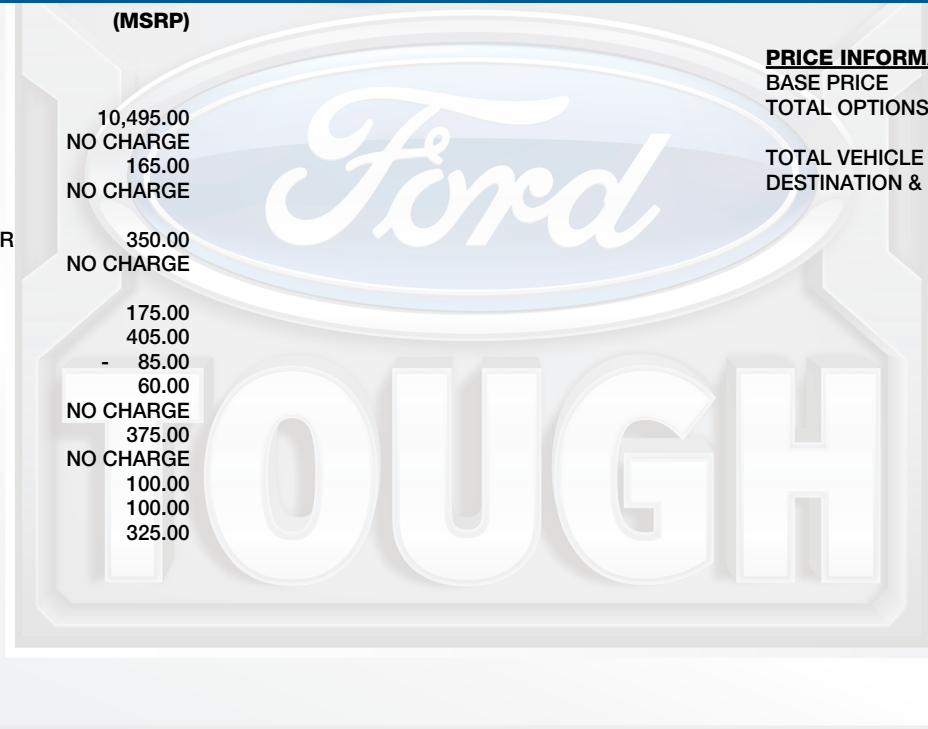 (MSRP)
10,495.00
NO CHARGE
165.00
NO CHARGE
R 350.00
NO CHARGE
175.00
405.00
- 85.00
60.00
NO CHARGE
375.00
NO CHARGE
100.00
100.00
325.00
PRICE INFORMA
BASE PRICE
TOTAL OPTIONS
TOTAL VEHICLE
DESTINATION &
Ford
TOUGH